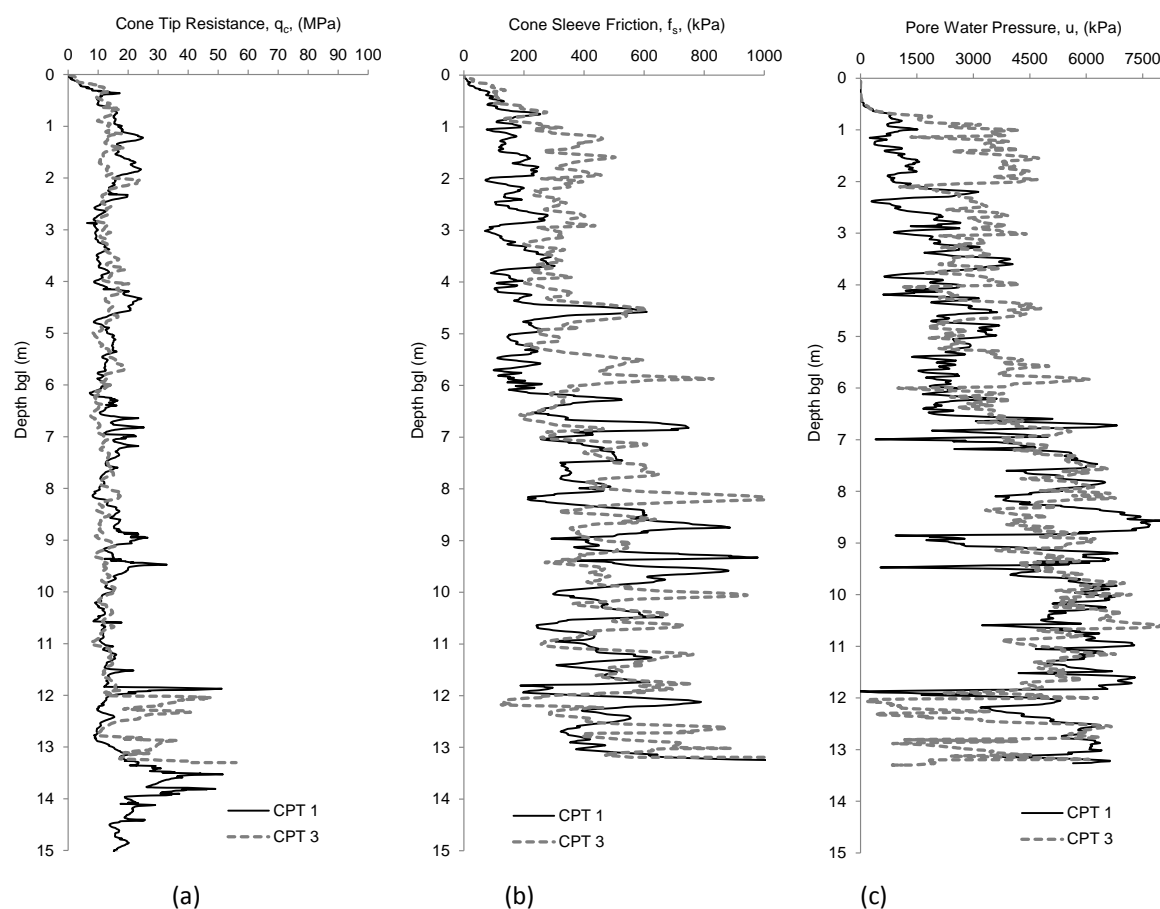 Cone Tip Resistance, qc, (MPa)
0 10 20 30 40 50 60 70 80 90 100
0
1
2
3
4
5
6
7
8
9
10
11
12
13
14
15
Depth bgl (m)
CPT 1
CPT 3
(a)
Cone Sleeve Friction, fs, (kPa)
0 200 400 600 800 1000
0
1
2
3
4
5
6
7
8
9
10
11
12
13
14
15
Depth bgl (m)
CPT 1
CPT 3
(b)
Pore Water Pressure, u, (kPa)
0 1500 3000 4500 6000 7500
0
1
2
3
4
5
6
7
8
9
10
11
12
13
14
15
Depth bgl (m)
CPT 1
CPT 3
(c)